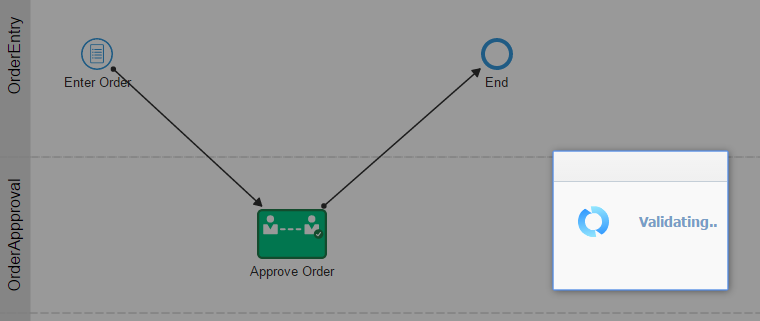 OrderEntry
Enter Order
End
OrderAppproval
Approve Order
Validating..